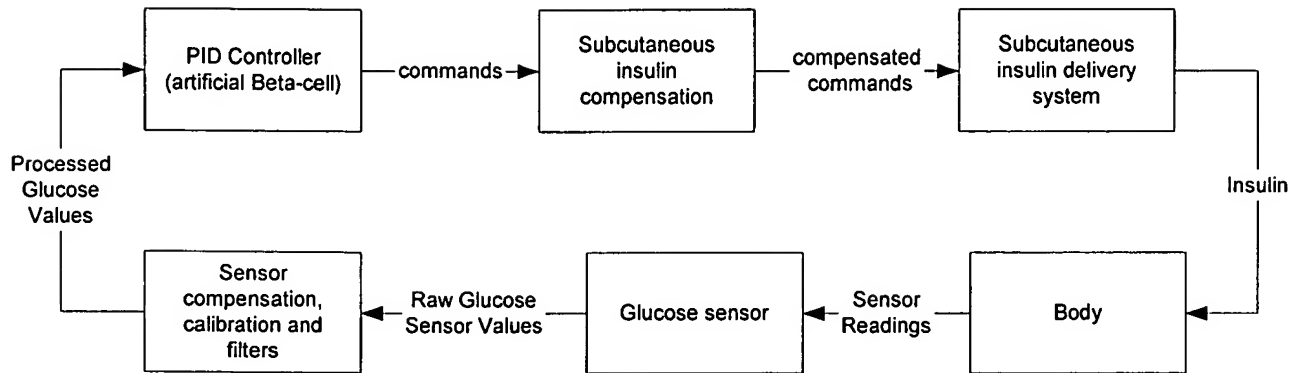 PID Controller
(artificial Beta-cell)
commands
Subcutaneous
insulin
compensation
compensated
commands
Subcutaneous
insulin delivery
system
Insulin
Body
Sensor
Readings
Glucose sensor
Raw Glucose
Sensor Values
Sensor
compensation,
calibration and
filters
Processed
Glucose
Values